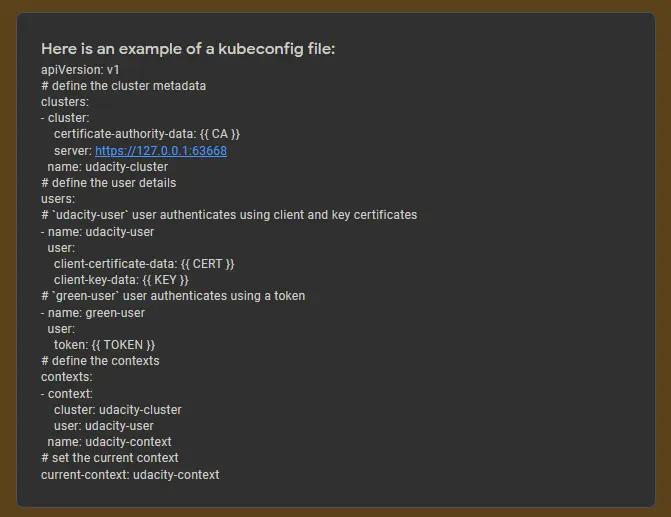 Here is an example of a kubeconfig file:
apiVersion: v1
# define the cluster metadata
clusters:
- cluster:
    certificate-authority-data: {{ CA }}
    server: https://127.0.0.1:63668
  name: udacity-cluster
# define the user details
users:
# `udacity-user` user authenticates using client and key certificates
- name: udacity-user
  user:
    client-certificate-data: {{ CERT }}
    client-key-data: {{ KEY }}
# `green-user` user authenticates using a token
- name: green-user
  user:
    token: {{ TOKEN }}
# define the contexts
contexts:
- context:
    cluster: udacity-cluster
    user: udacity-user
  name: udacity-context
# set the current context
current-context: udacity-context